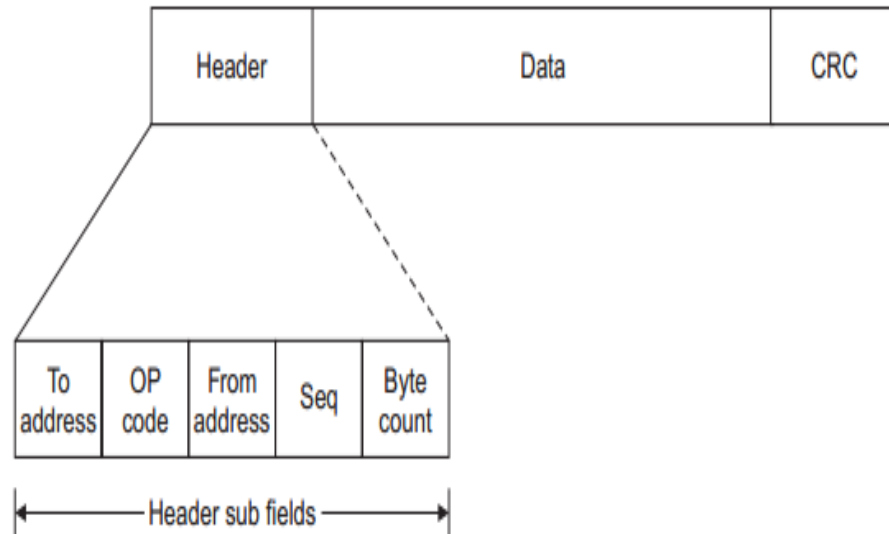 Header
Data
CRC
To
address
OP
code
From
address
Seq
Byte
count
Header sub fields